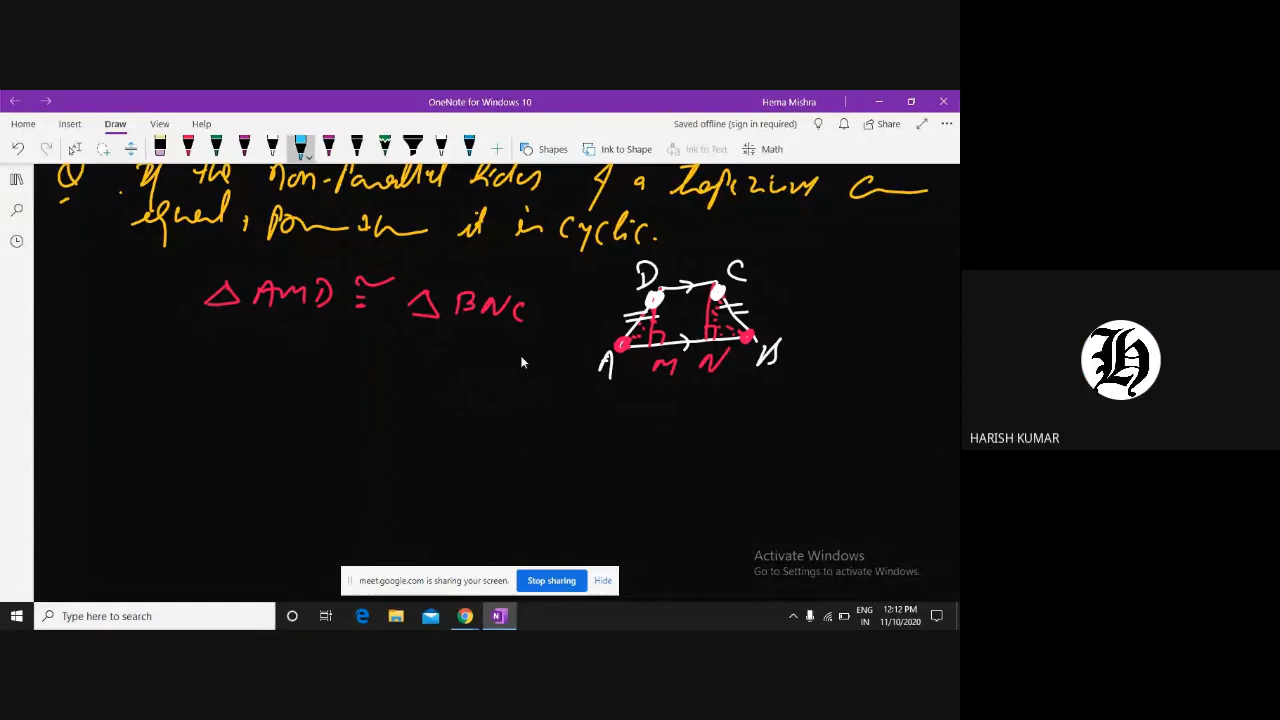 OneNote for Windows 10
Hema Mishra
Home Insert Draw View Help
Saved offline (sign in required)
Share
Shapes
Ink to Shape
Ink to Text
Math
Q. If the non-parallel sides of a trapezium are
equal, it is cyclic.
△ AMD ≅ △ BNC
D C
A M N B
HARISH KUMAR
Activate Windows
Go to Settings to activate Windows.
meet.google.com is sharing your screen.
Stop sharing
Hide
Type here to search
ENG
IN
12:12 PM
11/10/2020